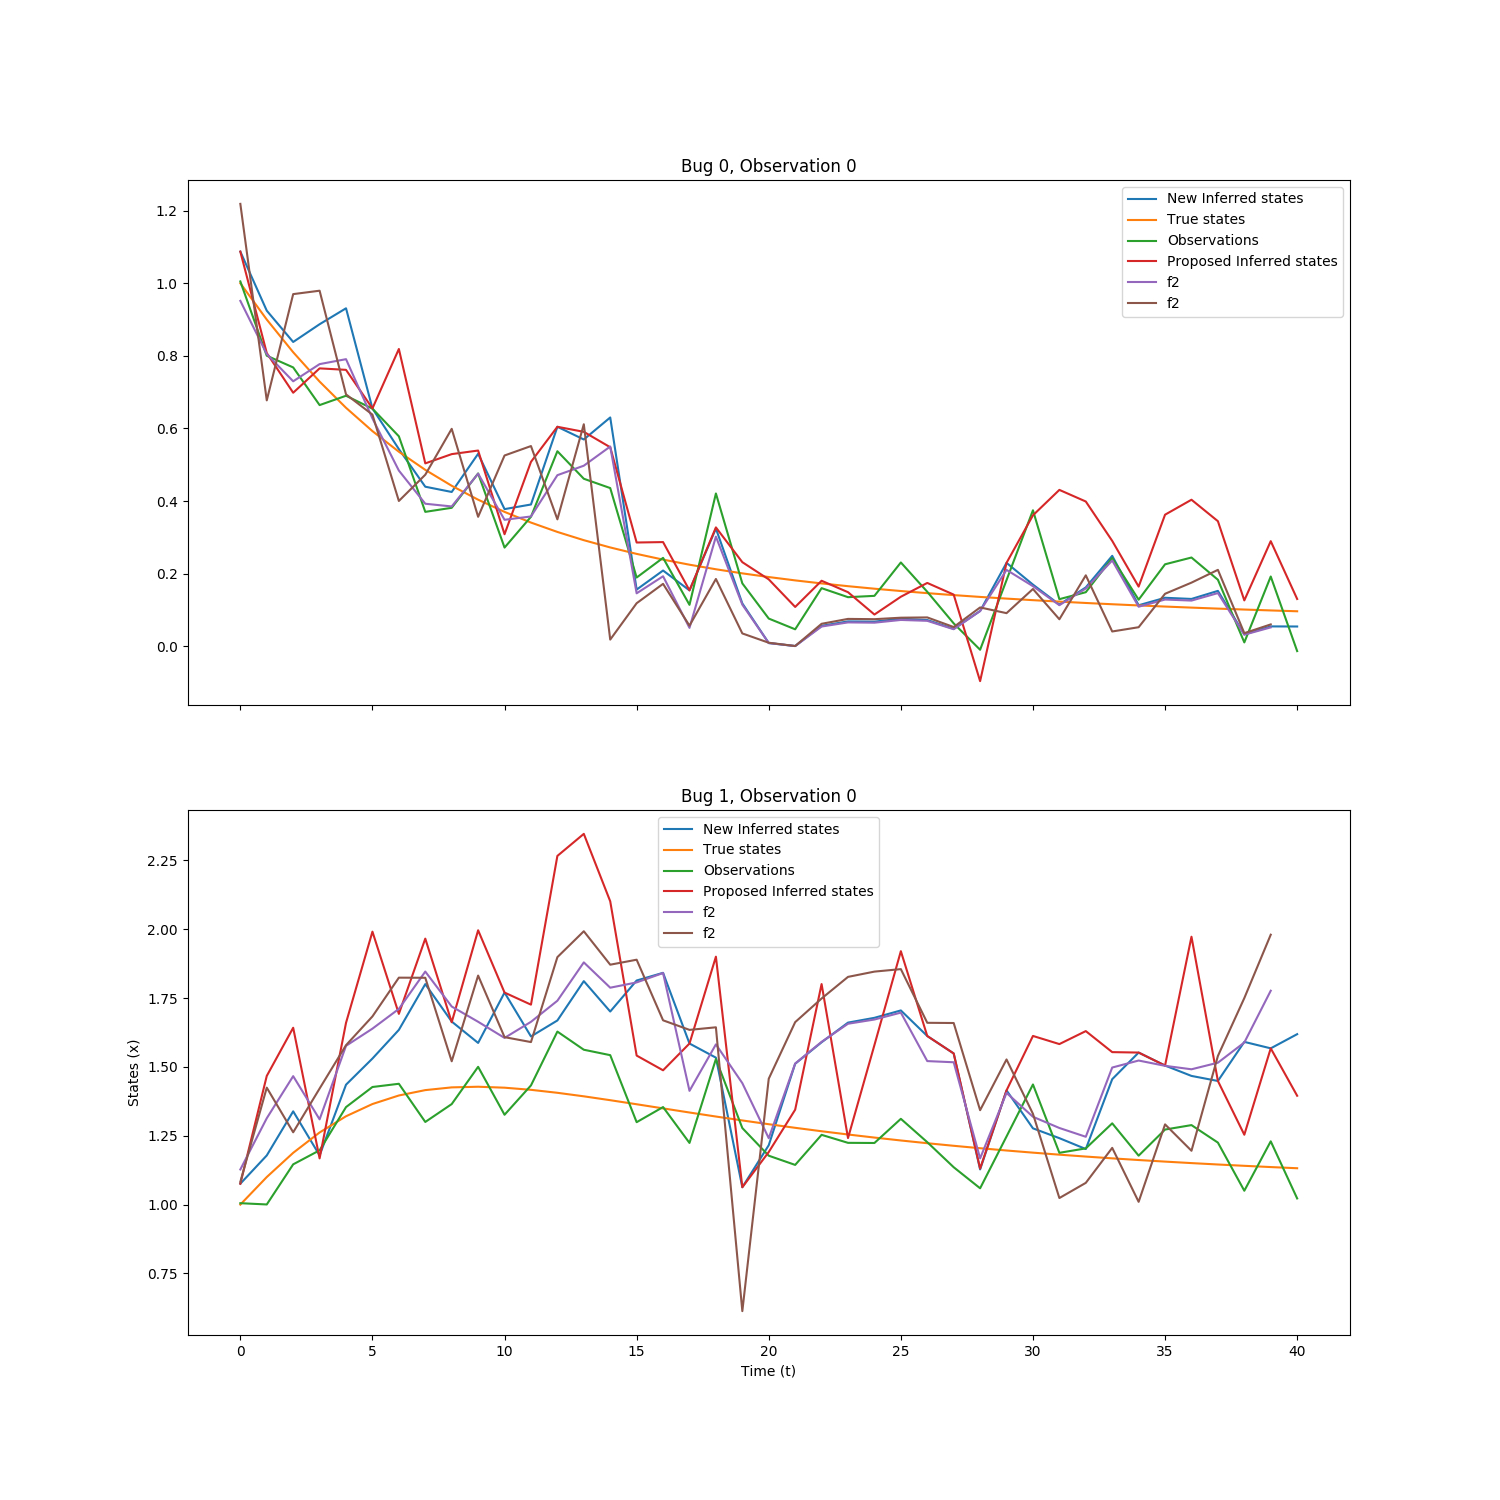 Bug 0, Observation 0
1.2
1.0
0.8
0.6
0.4
0.2
0.0
New Inferred states
True states
Observations
Proposed Inferred states
f2
f2
Bug 1, Observation 0
States (x)
2.25
2.00
1.75
1.50
1.25
1.00
0.75
New Inferred states
True states
Observations
Proposed Inferred states
f2
f2
0 5 10 15 20 25 30 35 40
Time (t)